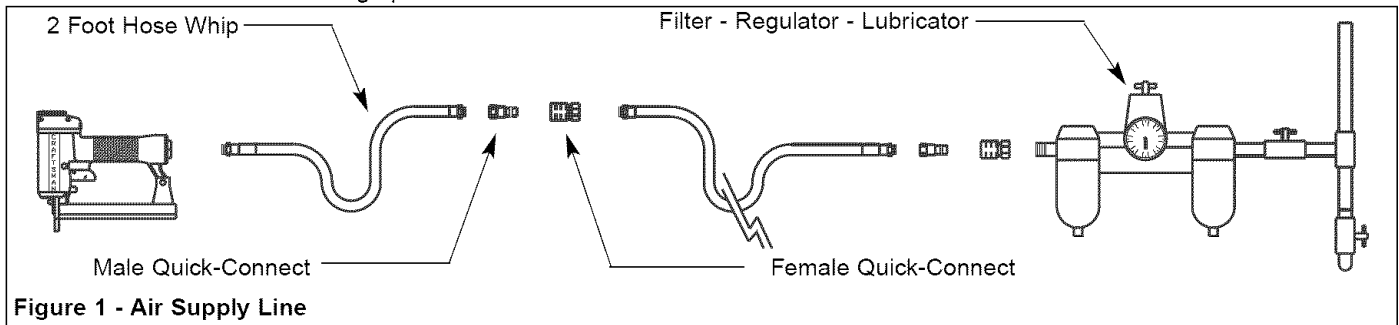 2 Foot Hose Whip
Filter - Regulator - Lubricator
CRAFTSMAN
Male Quick-Connect
Female Quick-Connect
Figure 1 - Air Supply Line